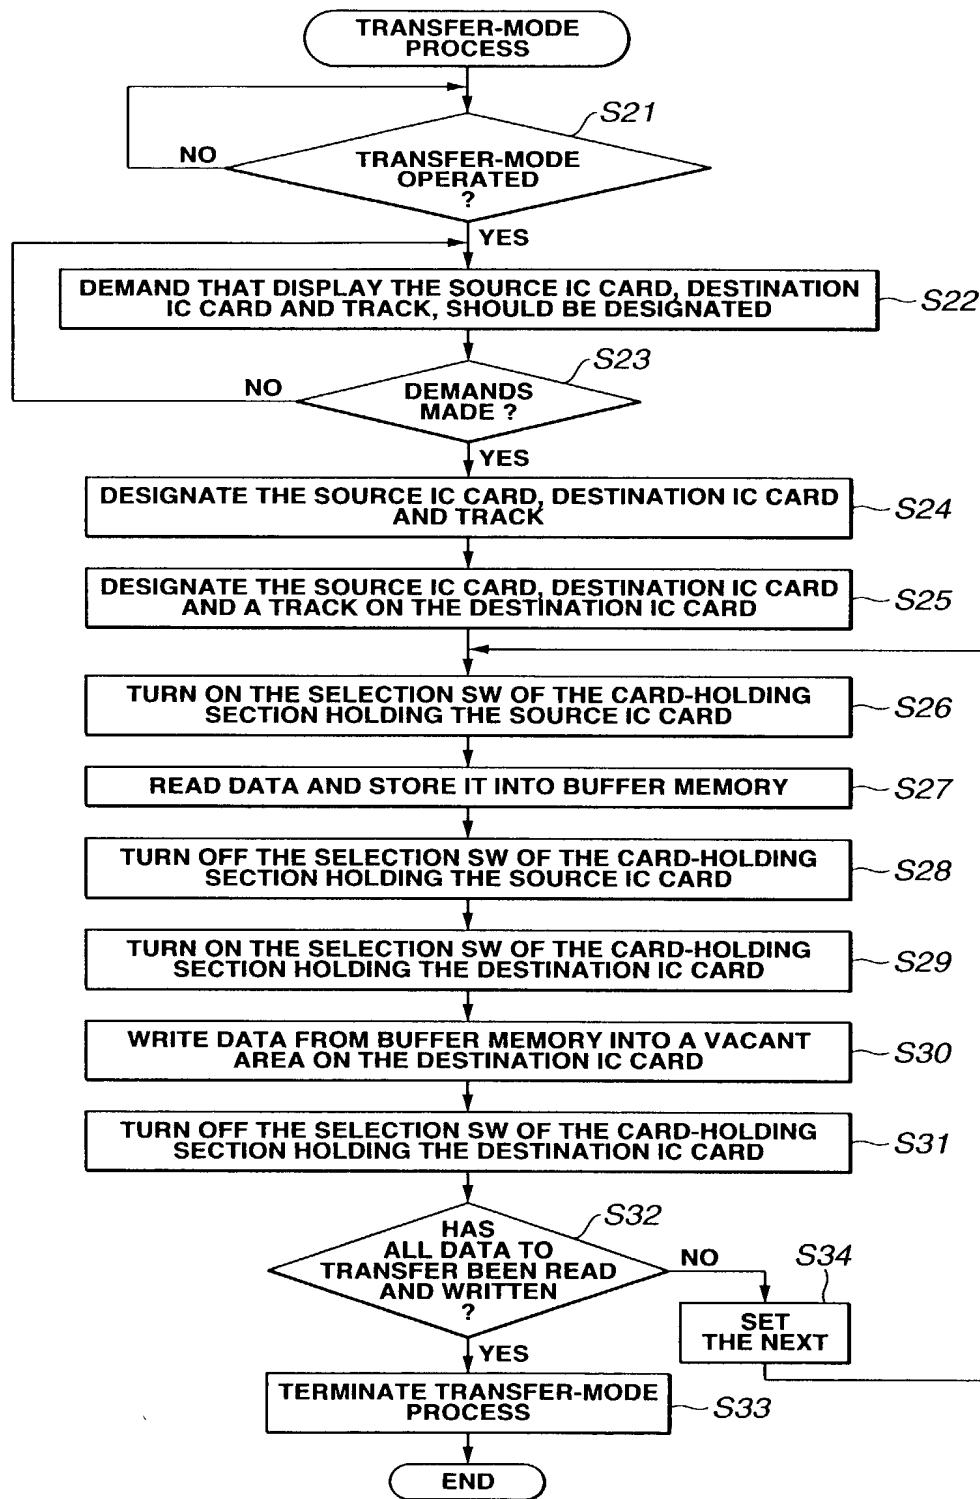 TRANSFER-MODE
PROCESS
S21
NO
TRANSFER-MODE
OPERATED
?
YES
DEMAND THAT DISPLAY THE SOURCE IC CARD, DESTINATION
IC CARD AND TRACK, SHOULD BE DESIGNATED
S22
S23
NO
DEMANDS
MADE ?
YES
DESIGNATE THE SOURCE IC CARD, DESTINATION IC CARD
AND TRACK
S24
DESIGNATE THE SOURCE IC CARD, DESTINATION IC CARD
AND A TRACK ON THE DESTINATION IC CARD
S25
TURN ON THE SELECTION SW OF THE CARD-HOLDING
SECTION HOLDING THE SOURCE IC CARD
S26
READ DATA AND STORE IT INTO BUFFER MEMORY
S27
TURN OFF THE SELECTION SW OF THE CARD-HOLDING
SECTION HOLDING THE SOURCE IC CARD
S28
TURN ON THE SELECTION SW OF THE CARD-HOLDING
SECTION HOLDING THE DESTINATION IC CARD
S29
WRITE DATA FROM BUFFER MEMORY INTO A VACANT
AREA ON THE DESTINATION IC CARD
S30
TURN OFF THE SELECTION SW OF THE CARD-HOLDING
SECTION HOLDING THE DESTINATION IC CARD
S31
S32
HAS
ALL DATA TO
TRANSFER BEEN READ
AND WRITTEN
?
NO
S34
SET
THE NEXT
YES
TERMINATE TRANSFER-MODE
PROCESS
S33
END